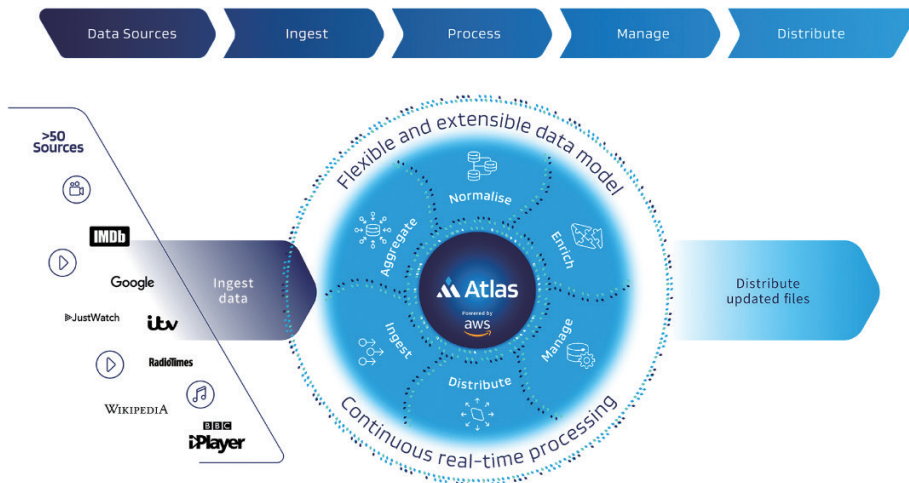 Data Sources
Ingest
Process
Manage
Distribute
>50
Sources
IMDb
Google
JustWatch
itv
RadioTimes
WIKIPEDIA
BBC
iPlayer
Ingest
data
Flexible and extensible data model
Normalise
Enrich
Manage
Distribute
Ingest
Aggregate
Atlas
Powered by
aws
Continuous real-time processing
Distribute
updated files